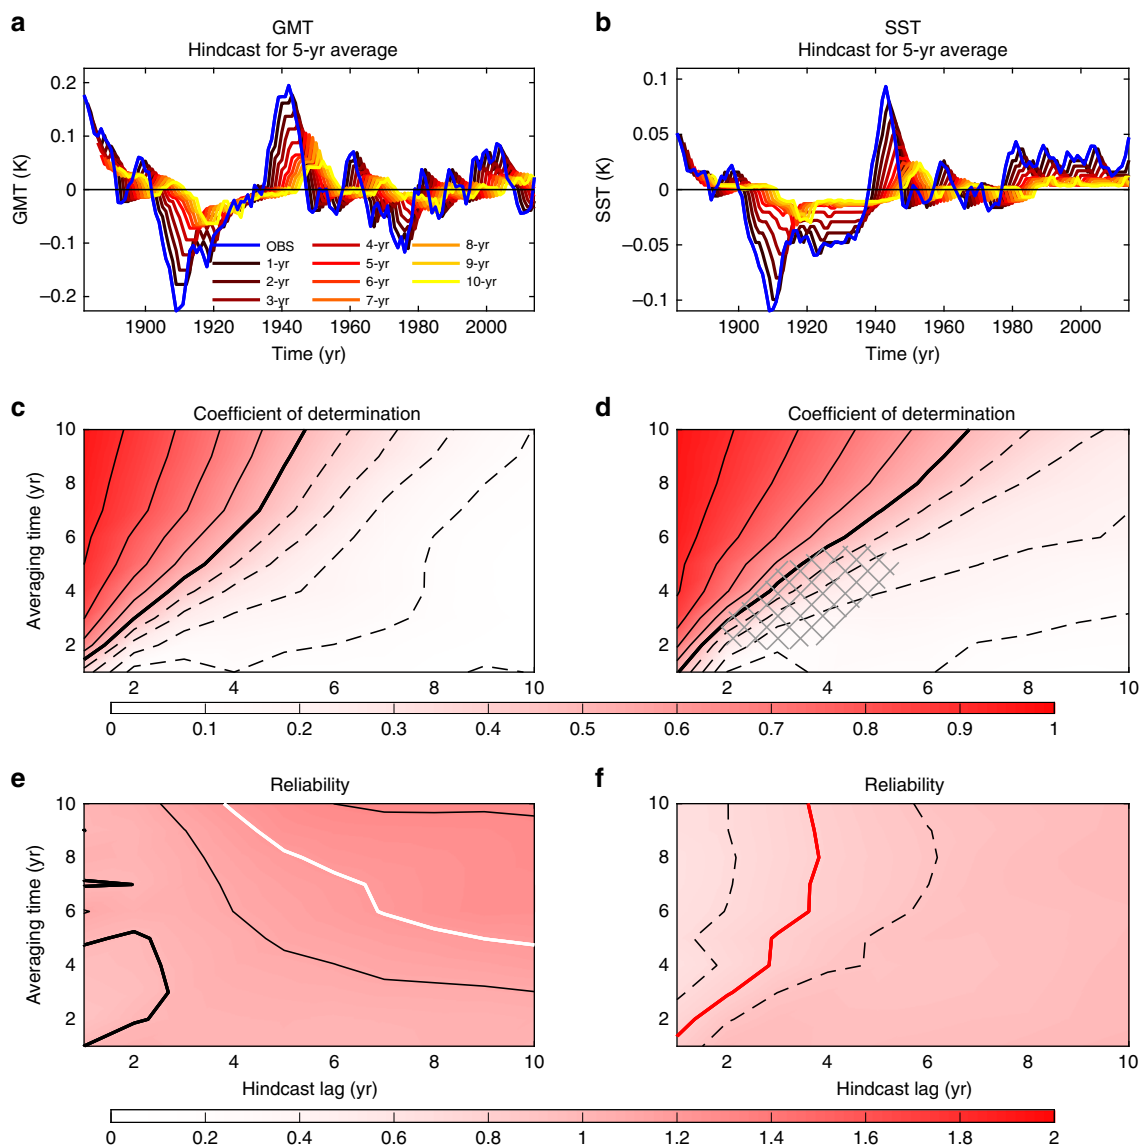 a
GMT
Hindcast for 5-yr average
GMT (K)
0.2
0.1
0
−0.1
−0.2
OBS
1-yr
2-yr
3-yr
4-yr
5-yr
6-yr
7-yr
8-yr
9-yr
10-yr
1900 1920 1940 1960 1980 2000
Time (yr)
b
SST
Hindcast for 5-yr average
SST (K)
0.1
0.05
0
−0.05
−0.1
1900 1920 1940 1960 1980 2000
Time (yr)
c
Coefficient of determination
Averaging time (yr)
10
8
6
4
2
2 4 6 8 10
d
Coefficient of determination
10
8
6
4
2
2 4 6 8 10
0 0.1 0.2 0.3 0.4 0.5 0.6 0.7 0.8 0.9 1
e
Reliability
Averaging time (yr)
10
8
6
4
2
2 4 6 8 10
Hindcast lag (yr)
f
Reliability
10
8
6
4
2
2 4 6 8 10
Hindcast lag (yr)
0 0.2 0.4 0.6 0.8 1 1.2 1.4 1.6 1.8 2